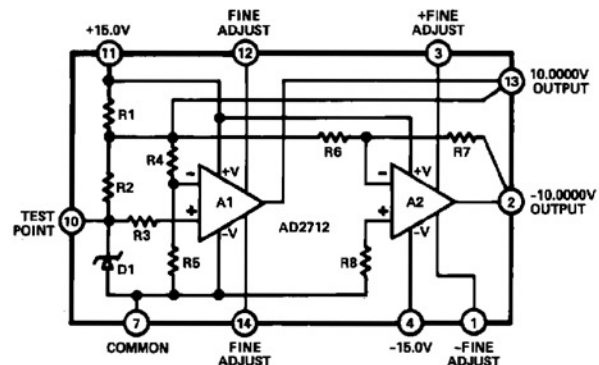 FINE
ADJUST
+FINE
ADJUST
+15.0V
11
12
3
13
10.0000V
OUTPUT
R1
R4
R6
R7
R2
+V
+V
−
−
A1
A2
2
−10.0000V
OUTPUT
TEST
POINT
10
R3
+
+
AD2712
−V
−V
D1
R5
R8
7
14
4
1
COMMON
FINE
ADJUST
−15.0V
−FINE
ADJUST